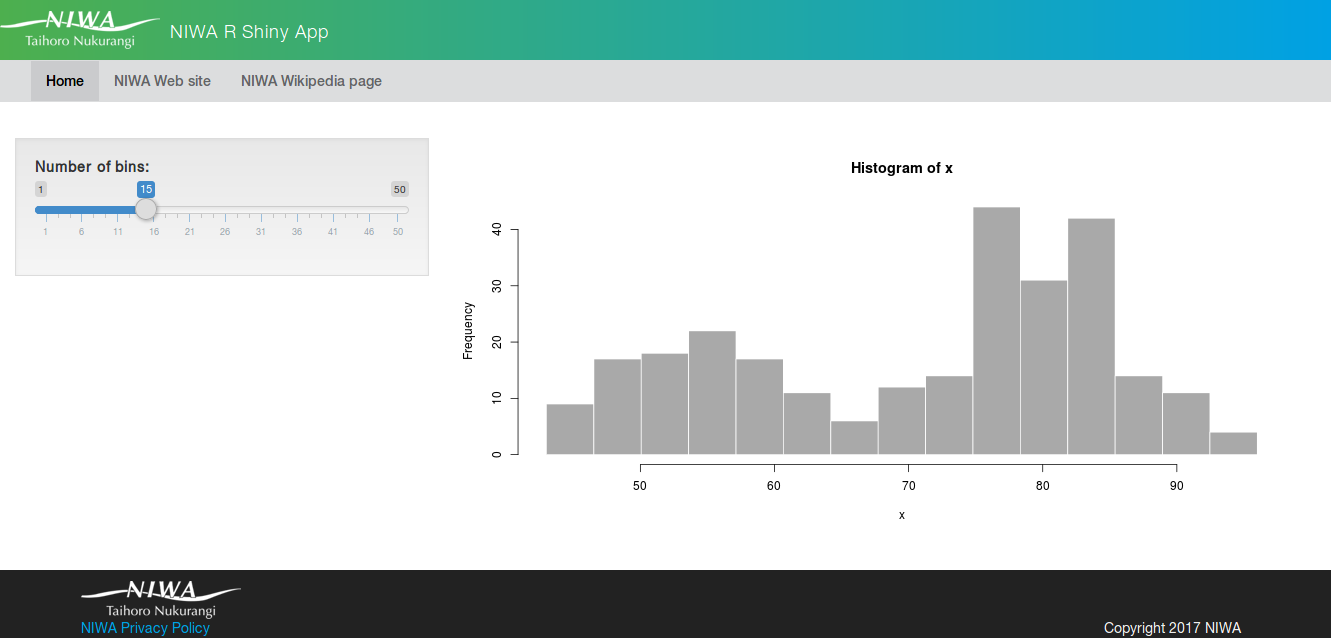 NIWA
Taihoro Nukurangi
NIWA R Shiny App
Home NIWA Web site NIWA Wikipedia page
Number of bins:
1 15 50
1 6 11 16 21 26 31 36 41 46 50
Histogram of x
Frequency
0 10 20 30 40
50 60 70 80 90
x
NIWA
Taihoro Nukurangi
NIWA Privacy Policy
Copyright 2017 NIWA